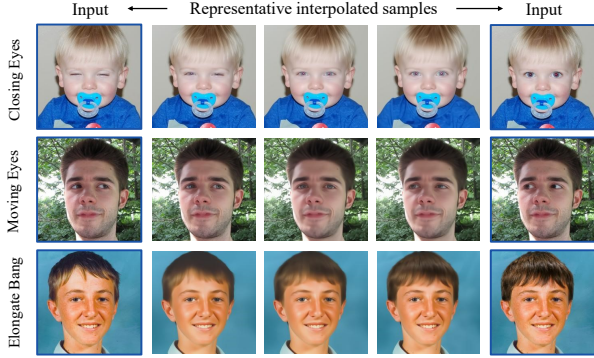 Input ← Representative interpolated samples → Input
Closing Eyes
Moving Eyes
Elongate Bang